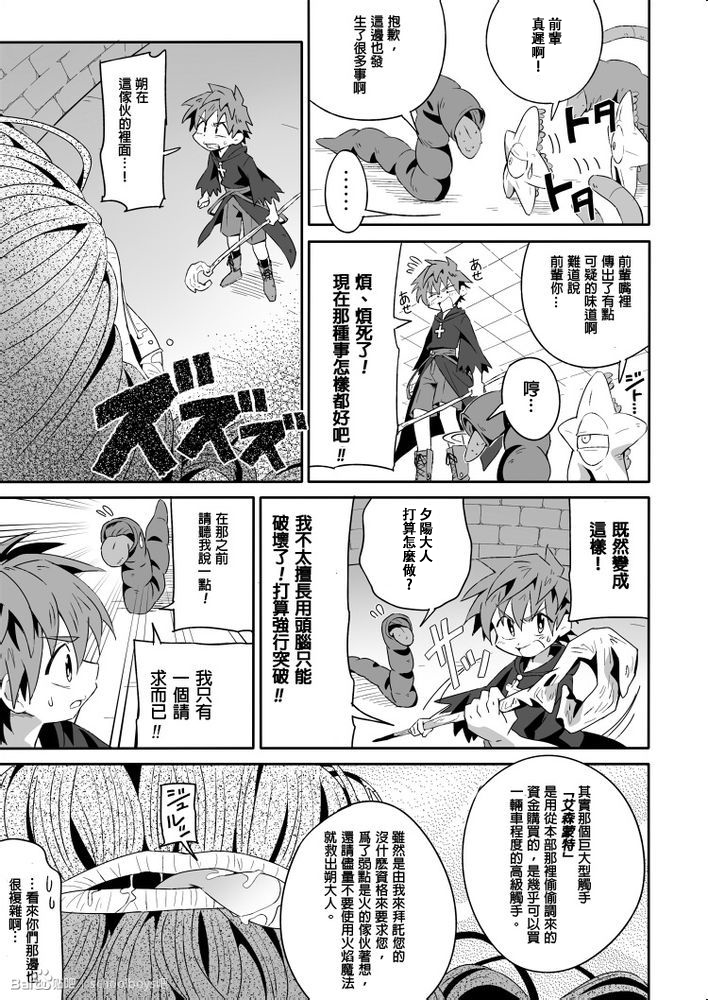 前輩
真遲啊！
抱歉，
這邊也發
生了很多事啊
ドタ
ドタ
……
朔在
這傢伙的裡面…！
ズズズ
前輩嘴裡
傳出了有點
可疑的味道啊
難道說
前輩你…
ジトー
哼…
あせ
あせ
煩、煩死了！
現在那種事怎樣都好吧!!
既然變成
這樣！
夕陽大人
打算怎麼做？
我不太擅長用頭腦只能
破壞了！打算強行突破!!
在那之前
請聽我說一點！
我只有
一個請
求而已!!
其實那個巨大型觸手
「艾森蒙特」
是用從本部那裡偷偷調來的
資金購買的，是幾乎可以買
一輛車程度的高級觸手。
雖然是由我來拜託您的
沒什麼資格來要求您，
爲了弱點是火的傢伙著想，
還請儘量不要使用火焰魔法
就救出朔大人。
ジュルッ
…看來你們那邊也
很複雜啊…